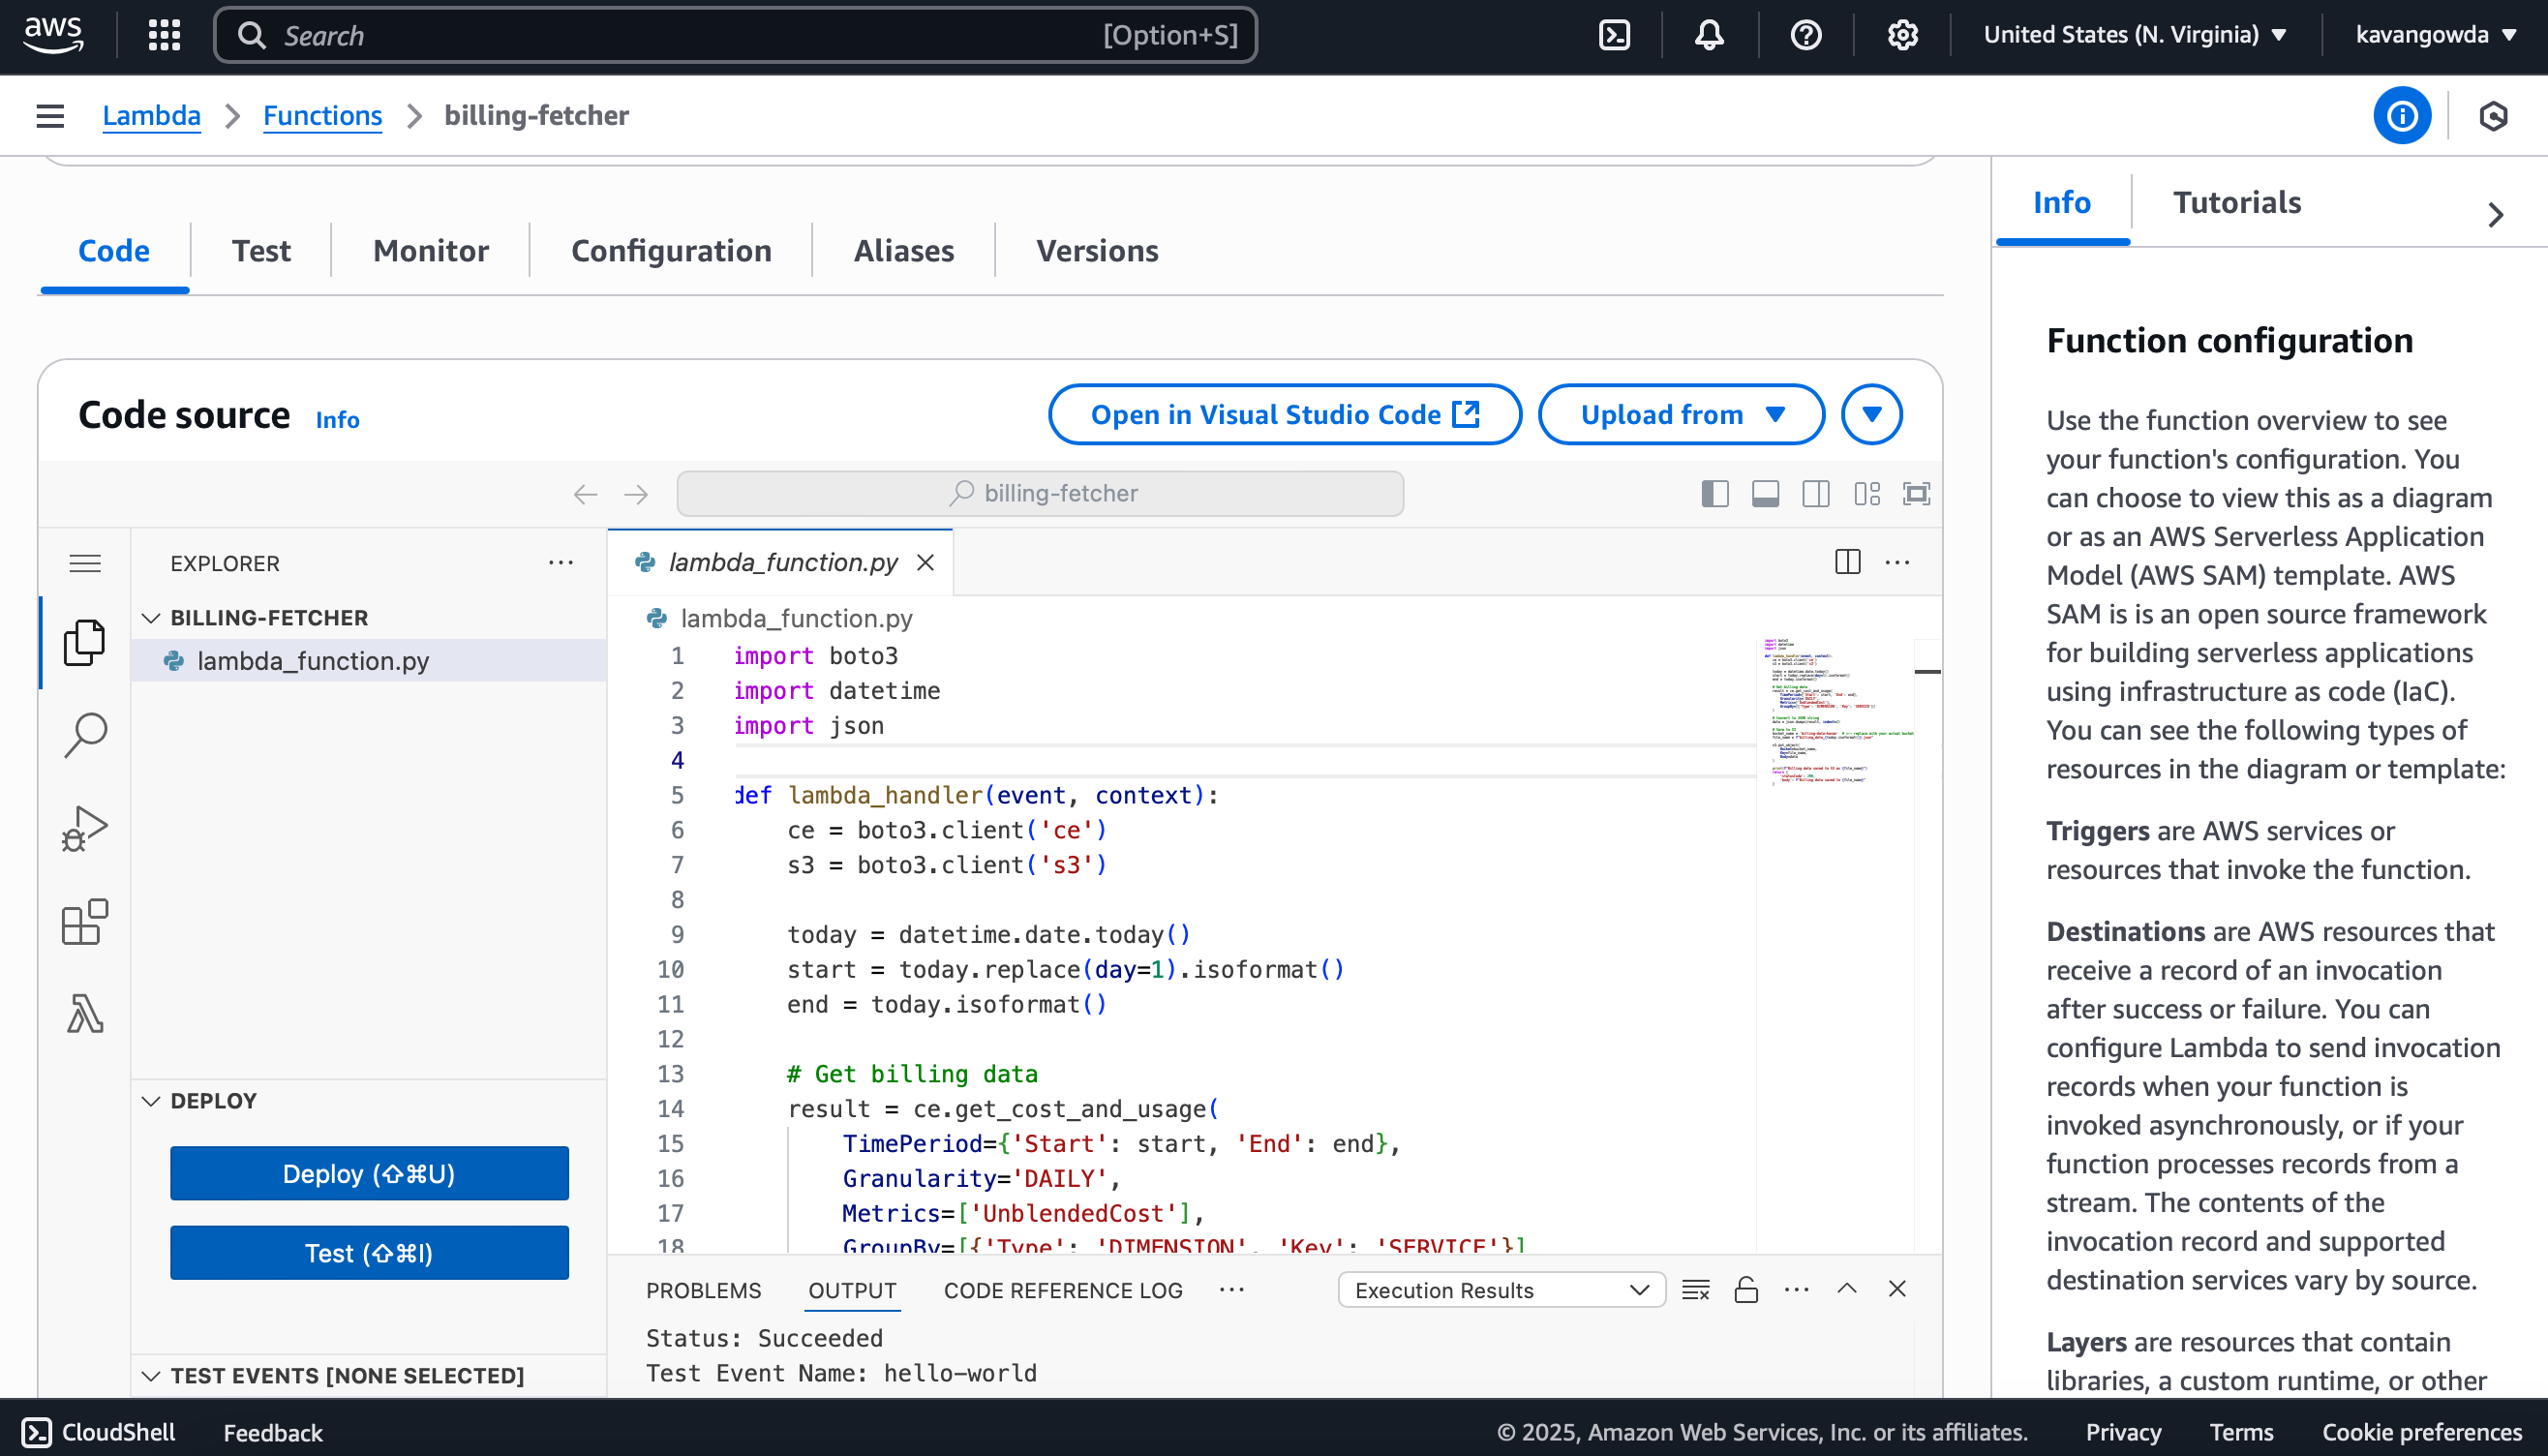 aws
Search
[Option+S]
United States (N. Virginia)
kavangowda
Lambda
Functions
billing-fetcher
Code
Test
Monitor
Configuration
Aliases
Versions
Code source
Info
Open in Visual Studio Code
Upload from
billing-fetcher
EXPLORER
BILLING-FETCHER
lambda_function.py
DEPLOY
Deploy (⇧⌘U)
Test (⇧⌘I)
TEST EVENTS [NONE SELECTED]
lambda_function.py
lambda_function.py
1 import boto3
2 import datetime
3 import json
4
5 def lambda_handler(event, context):
6 ce = boto3.client('ce')
7 s3 = boto3.client('s3')
8
9 today = datetime.date.today()
10 start = today.replace(day=1).isoformat()
11 end = today.isoformat()
12
13 # Get billing data
14 result = ce.get_cost_and_usage(
15 TimePeriod={'Start': start, 'End': end},
16 Granularity='DAILY',
17 Metrics=['UnblendedCost'],
18 GroupBy=[{'Type': 'DIMENSION', 'Key': 'SERVICE'}]
PROBLEMS
OUTPUT
CODE REFERENCE LOG
Execution Results
Status: Succeeded
Test Event Name: hello-world
Info
Tutorials
Function configuration
Use the function overview to see
your function's configuration. You
can choose to view this as a diagram
or as an AWS Serverless Application
Model (AWS SAM) template. AWS
SAM is is an open source framework
for building serverless applications
using infrastructure as code (IaC).
You can see the following types of
resources in the diagram or template:
Triggers are AWS services or
resources that invoke the function.
Destinations are AWS resources that
receive a record of an invocation
after success or failure. You can
configure Lambda to send invocation
records when your function is
invoked asynchronously, or if your
function processes records from a
stream. The contents of the
invocation record and supported
destination services vary by source.
Layers are resources that contain
libraries, a custom runtime, or other
CloudShell
Feedback
© 2025, Amazon Web Services, Inc. or its affiliates.
Privacy
Terms
Cookie preferences